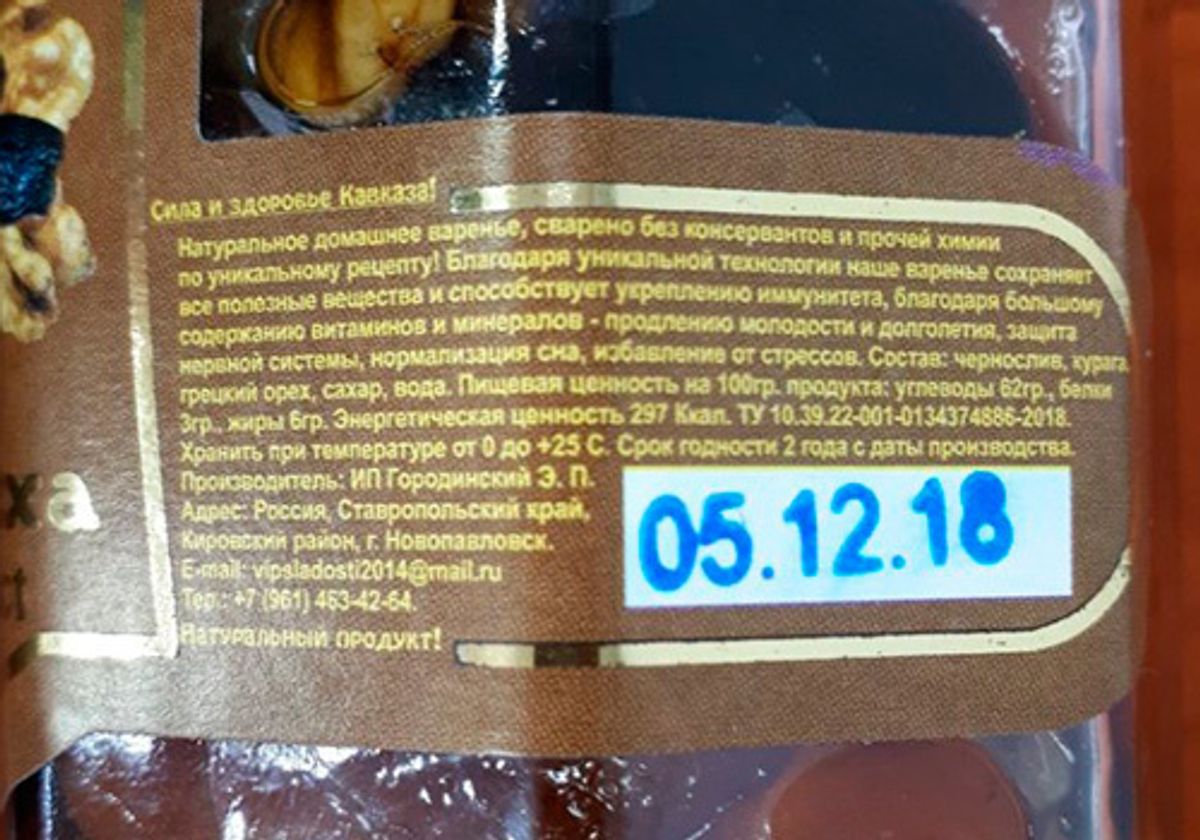 Сила и здоровье Кавказа!
Натуральное домашнее варенье, сварено без консервантов и прочей химии
по уникальному рецепту! Благодаря уникальной технологии наше варенье сохраняет
все полезные вещества и способствует укреплению иммунитета, благодаря большому
содержанию витаминов и минералов - продлению молодости и долголетия, защита
нервной системы, нормализация сна, избавление от стрессов. Состав: чернослив, курага,
грецкий орех, сахар, вода. Пищевая ценность на 100гр. продукта: углеводы 62гр., белки
3гр., жиры 6гр. Энергетическая ценность 297 Ккал. ТУ 10.39.22-001-0134374886-2018.
Хранить при температуре от 0 до +25 С. Срок годности 2 года с даты производства.
Производитель: ИП Городинский Э. П.
Адрес: Россия, Ставропольский край,
Кировский район, г. Новопавловск.
E-mail: vipsladosti2014@mail.ru
Тел.: +7 (961) 463-42-64.
Натуральный продукт!
05.12.18
ха